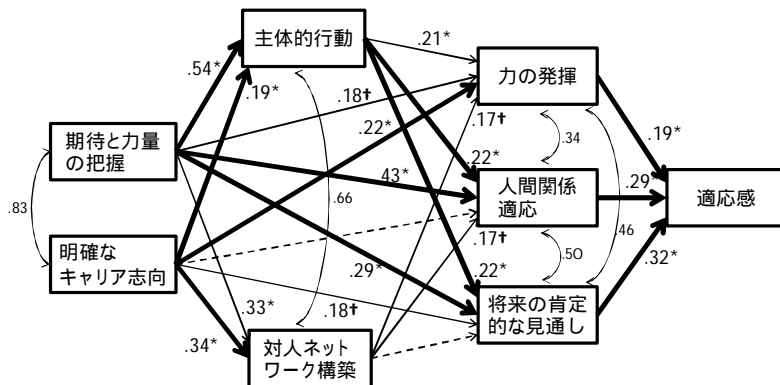 主体的行動
.21*
.54*
力の発揮
.19*
.18✝
.17✝
.22*
.34
.19*
期待と力量
の把握
.22*
.43*
人間関係
適応
.29*
適応感
.66
.83
.17✝
.46
明確な
キャリア志向
.50
.32*
.29*
.22*
将来の肯定
的な見通し
.33*
.18✝
.34*
対人ネット
ワーク構築